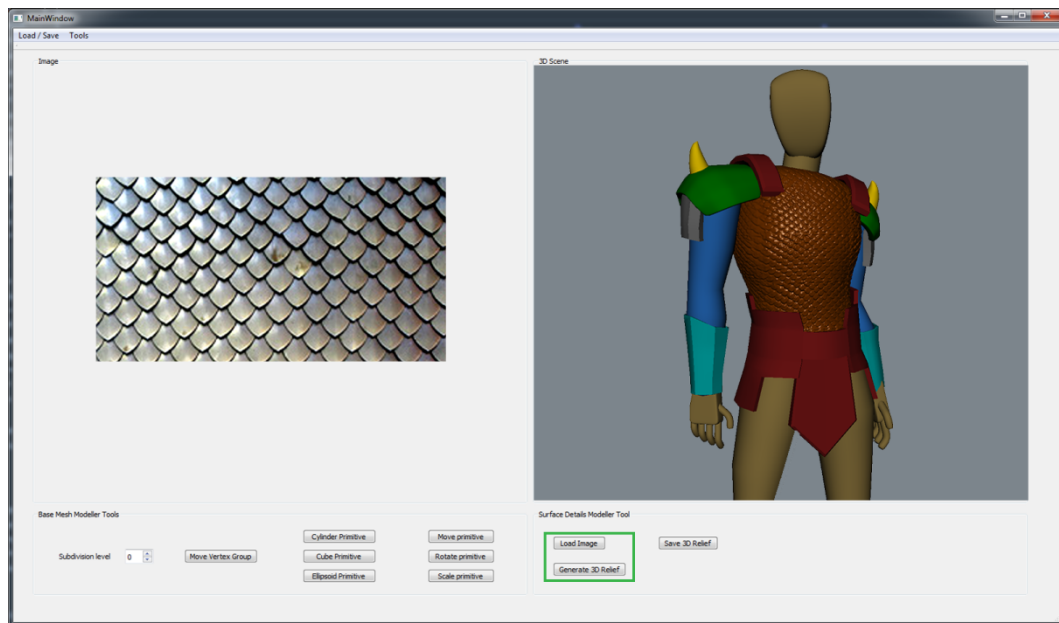 MainWindow
Load / Save Tools
Image
3D Scene
Base Mesh Modeller Tools
Subdivision level 0
Move Vertex Group
Cylinder Primitive
Cube Primitive
Ellipsoid Primitive
Move primitive
Rotate primitive
Scale primitive
Surface Details Modeller Tool
Load Image
Save 3D Relief
Generate 3D Relief